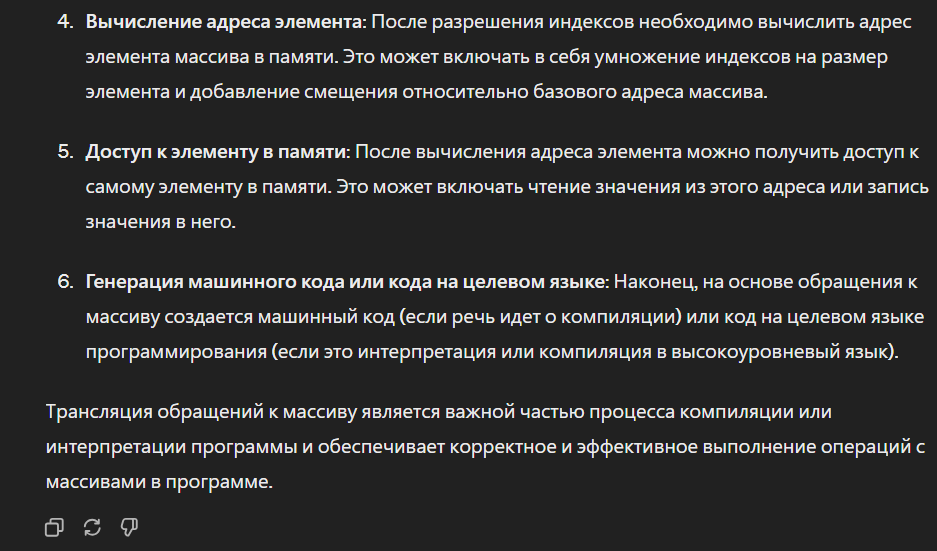 4. Вычисление адреса элемента: После разрешения индексов необходимо вычислить адрес
элемента массива в памяти. Это может включать в себя умножение индексов на размер
элемента и добавление смещения относительно базового адреса массива.
5. Доступ к элементу в памяти: После вычисления адреса элемента можно получить доступ к
самому элементу в памяти. Это может включать чтение значения из этого адреса или запись
значения в него.
6. Генерация машинного кода или кода на целевом языке: Наконец, на основе обращения к
массиву создается машинный код (если речь идет о компиляции) или код на целевом языке
программирования (если это интерпретация или компиляция в высокоуровневый язык).
Трансляция обращений к массиву является важной частью процесса компиляции или
интерпретации программы и обеспечивает корректное и эффективное выполнение операций с
массивами в программе.